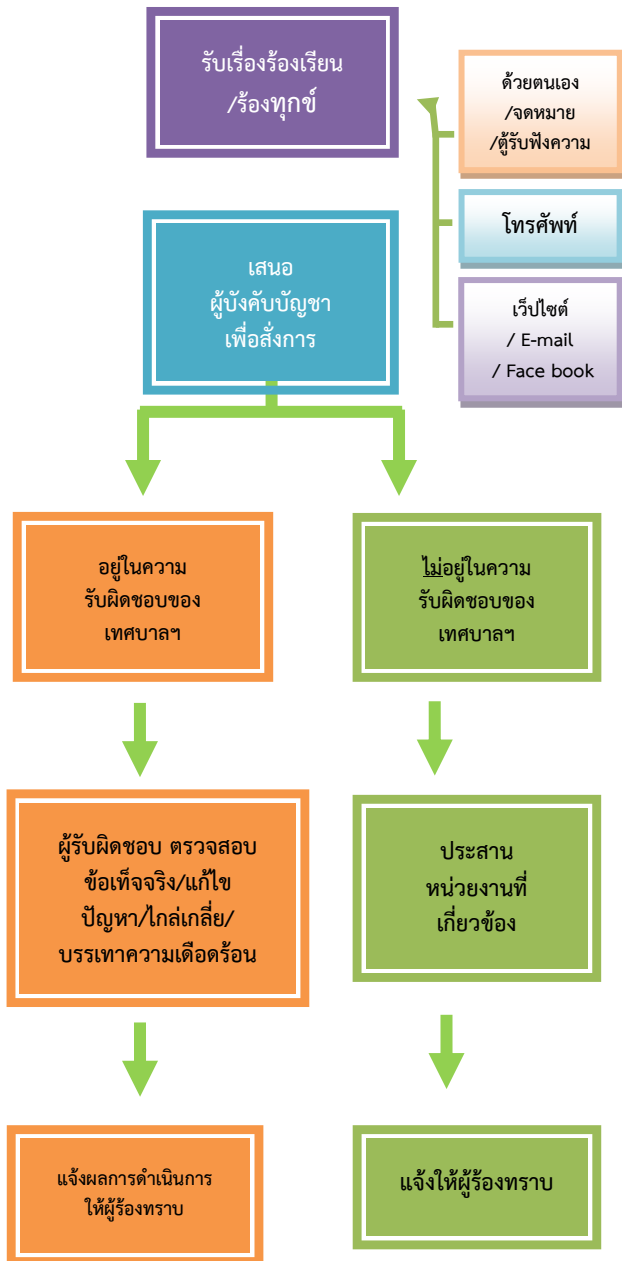 รับเรื่องร้องเรียน
/ร้องทุกข์
ด้วยตนเอง
/จดหมาย
/ตู้รับฟังความ
โทรศัพท์
เว็ปไซต์
/ E-mail
/ Face book
เสนอ
ผู้บังคับบัญชา
เพื่อสั่งการ
อยู่ในความ
รับผิดชอบของ
เทศบาลฯ
ไม่อยู่ในความ
รับผิดชอบของ
เทศบาลฯ
ผู้รับผิดชอบ ตรวจสอบ
ข้อเท็จจริง/แก้ไข
ปัญหา/ไกล่เกลี่ย/
บรรเทาความเดือดร้อน
ประสาน
หน่วยงานที่
เกี่ยวข้อง
แจ้งผลการดำเนินการ
ให้ผู้ร้องทราบ
แจ้งให้ผู้ร้องทราบ